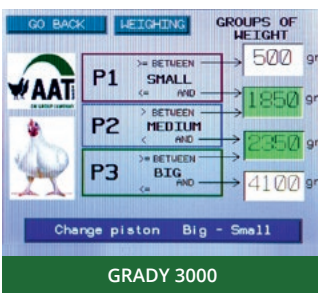 GO BACK WEIGHING GROUPS OF WEIGHT
>= BETWEEN 500 gr
P1 SMALL
<= AND 1850 gr
> BETWEEN
P2 MEDIUM
< AND 2350 gr
>= BETWEEN
P3 BIG
<= AND 4100 gr
AATi
Change piston Big - Small
GRADY 3000